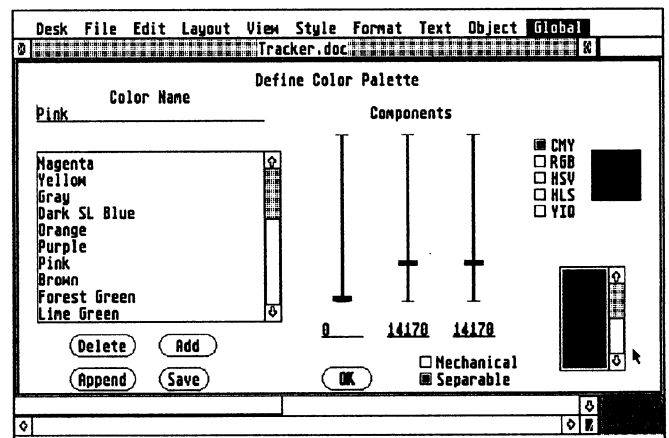 Desk File Edit Layout View Style Format Text Object Global
Tracker.doc
Define Color Palette
Color Name
Pink
Components
Magenta
Yellow
Gray
Dark SL Blue
Orange
Purple
Pink
Brown
Forest Green
Lime Green
CMY
RGB
HSV
HLS
YIQ
0 14170 14170
Delete Add
Append Save
OK
Mechanical
Separable